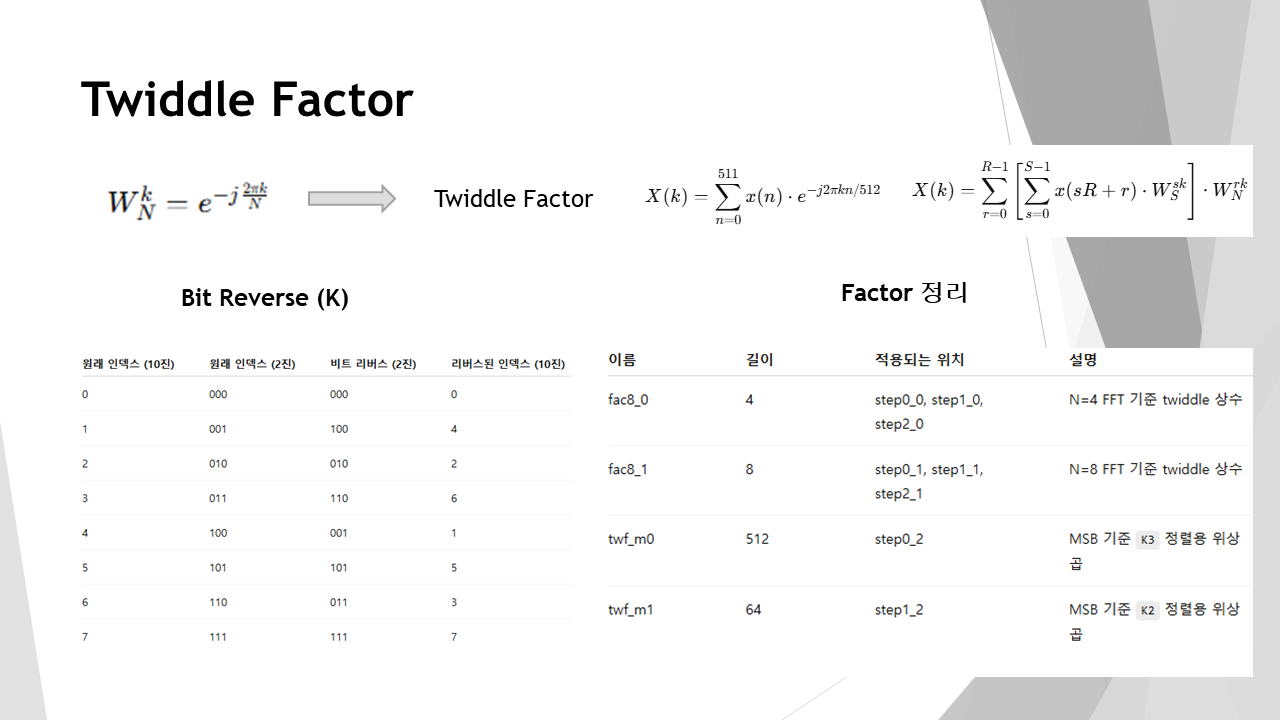 Twiddle Factor
W_N^k = e^{-j\frac{2πk}{N}}
Twiddle Factor
X(k) = \sum_{n=0}^{511} x(n) · e^{-j2πkn/512}
X(k) = \sum_{r=0}^{R-1} \left[ \sum_{s=0}^{S-1} x(sR + r) · W_S^{sk} \right] · W_N^{rk}
Bit Reverse (K)
원래 인덱스 (10진) 원래 인덱스 (2진) 비트 리버스 (2진) 리버스된 인덱스 (10진)
0 000 000 0
1 001 100 4
2 010 010 2
3 011 110 6
4 100 001 1
5 101 101 5
6 110 011 3
7 111 111 7
Factor 정리
이름 길이 적용되는 위치 설명
fac8_0 4 step0_0, step1_0, N=4 FFT 기준 twiddle 상수
step2_0
fac8_1 8 step0_1, step1_1, N=8 FFT 기준 twiddle 상수
step2_1
twf_m0 512 step0_2 MSB 기준 K3 정렬용 위상
곱
twf_m1 64 step1_2 MSB 기준 K2 정렬용 위상
곱